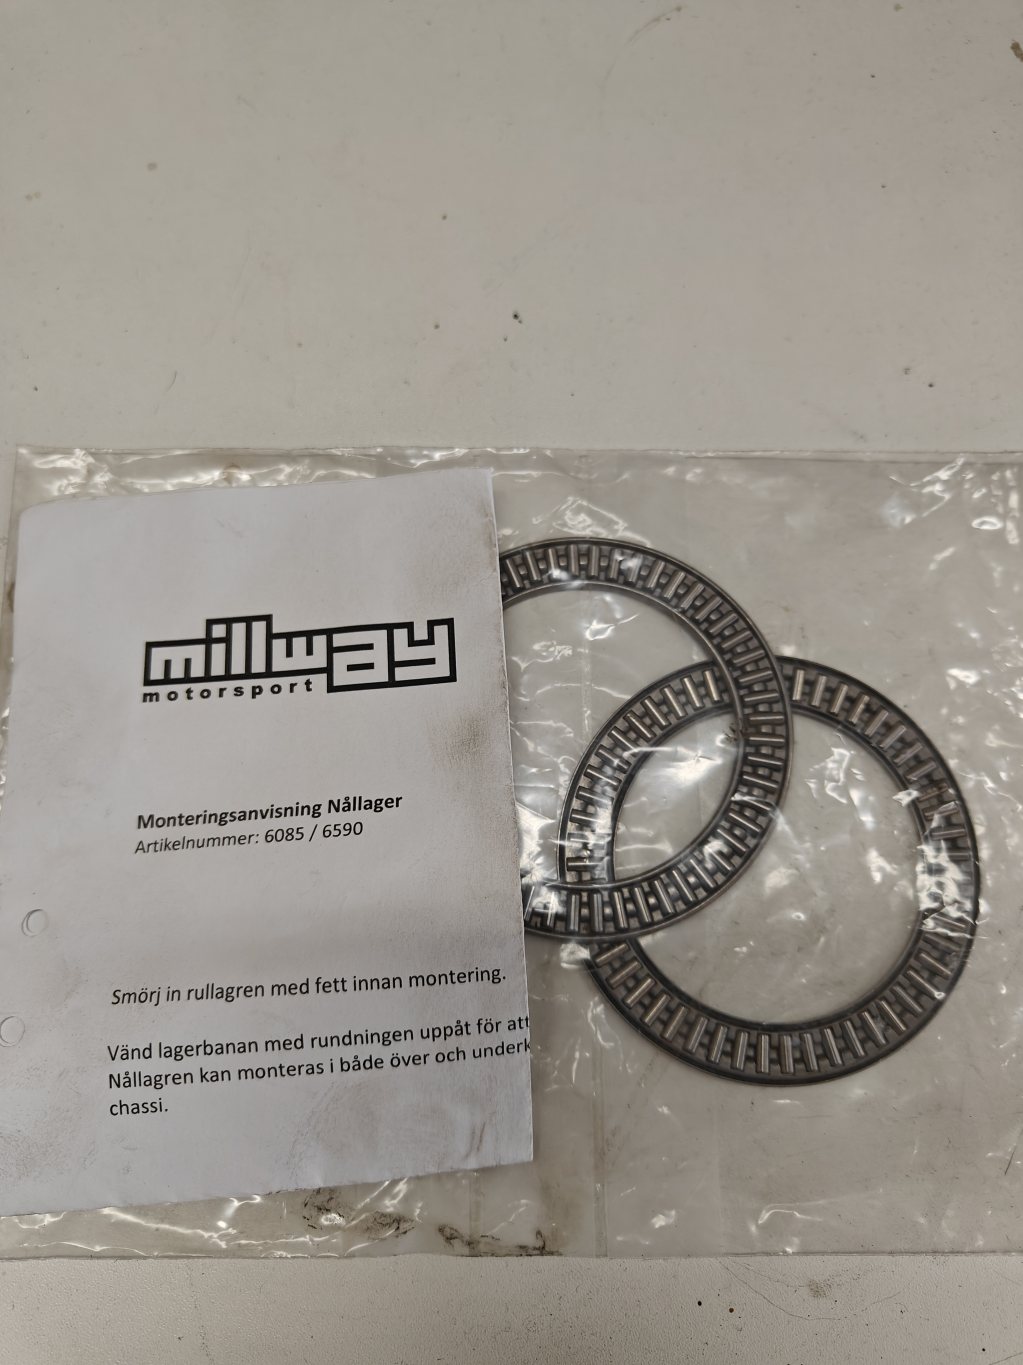 millway
motorsport
Monteringsanvisning Nållager
Artikelnummer: 6085 / 6590
Smörj in rullagren med fett innan montering.
Vänd lagerbanan med rundningen uppåt för att
Nållagren kan monteras i både över och underk
chassi.